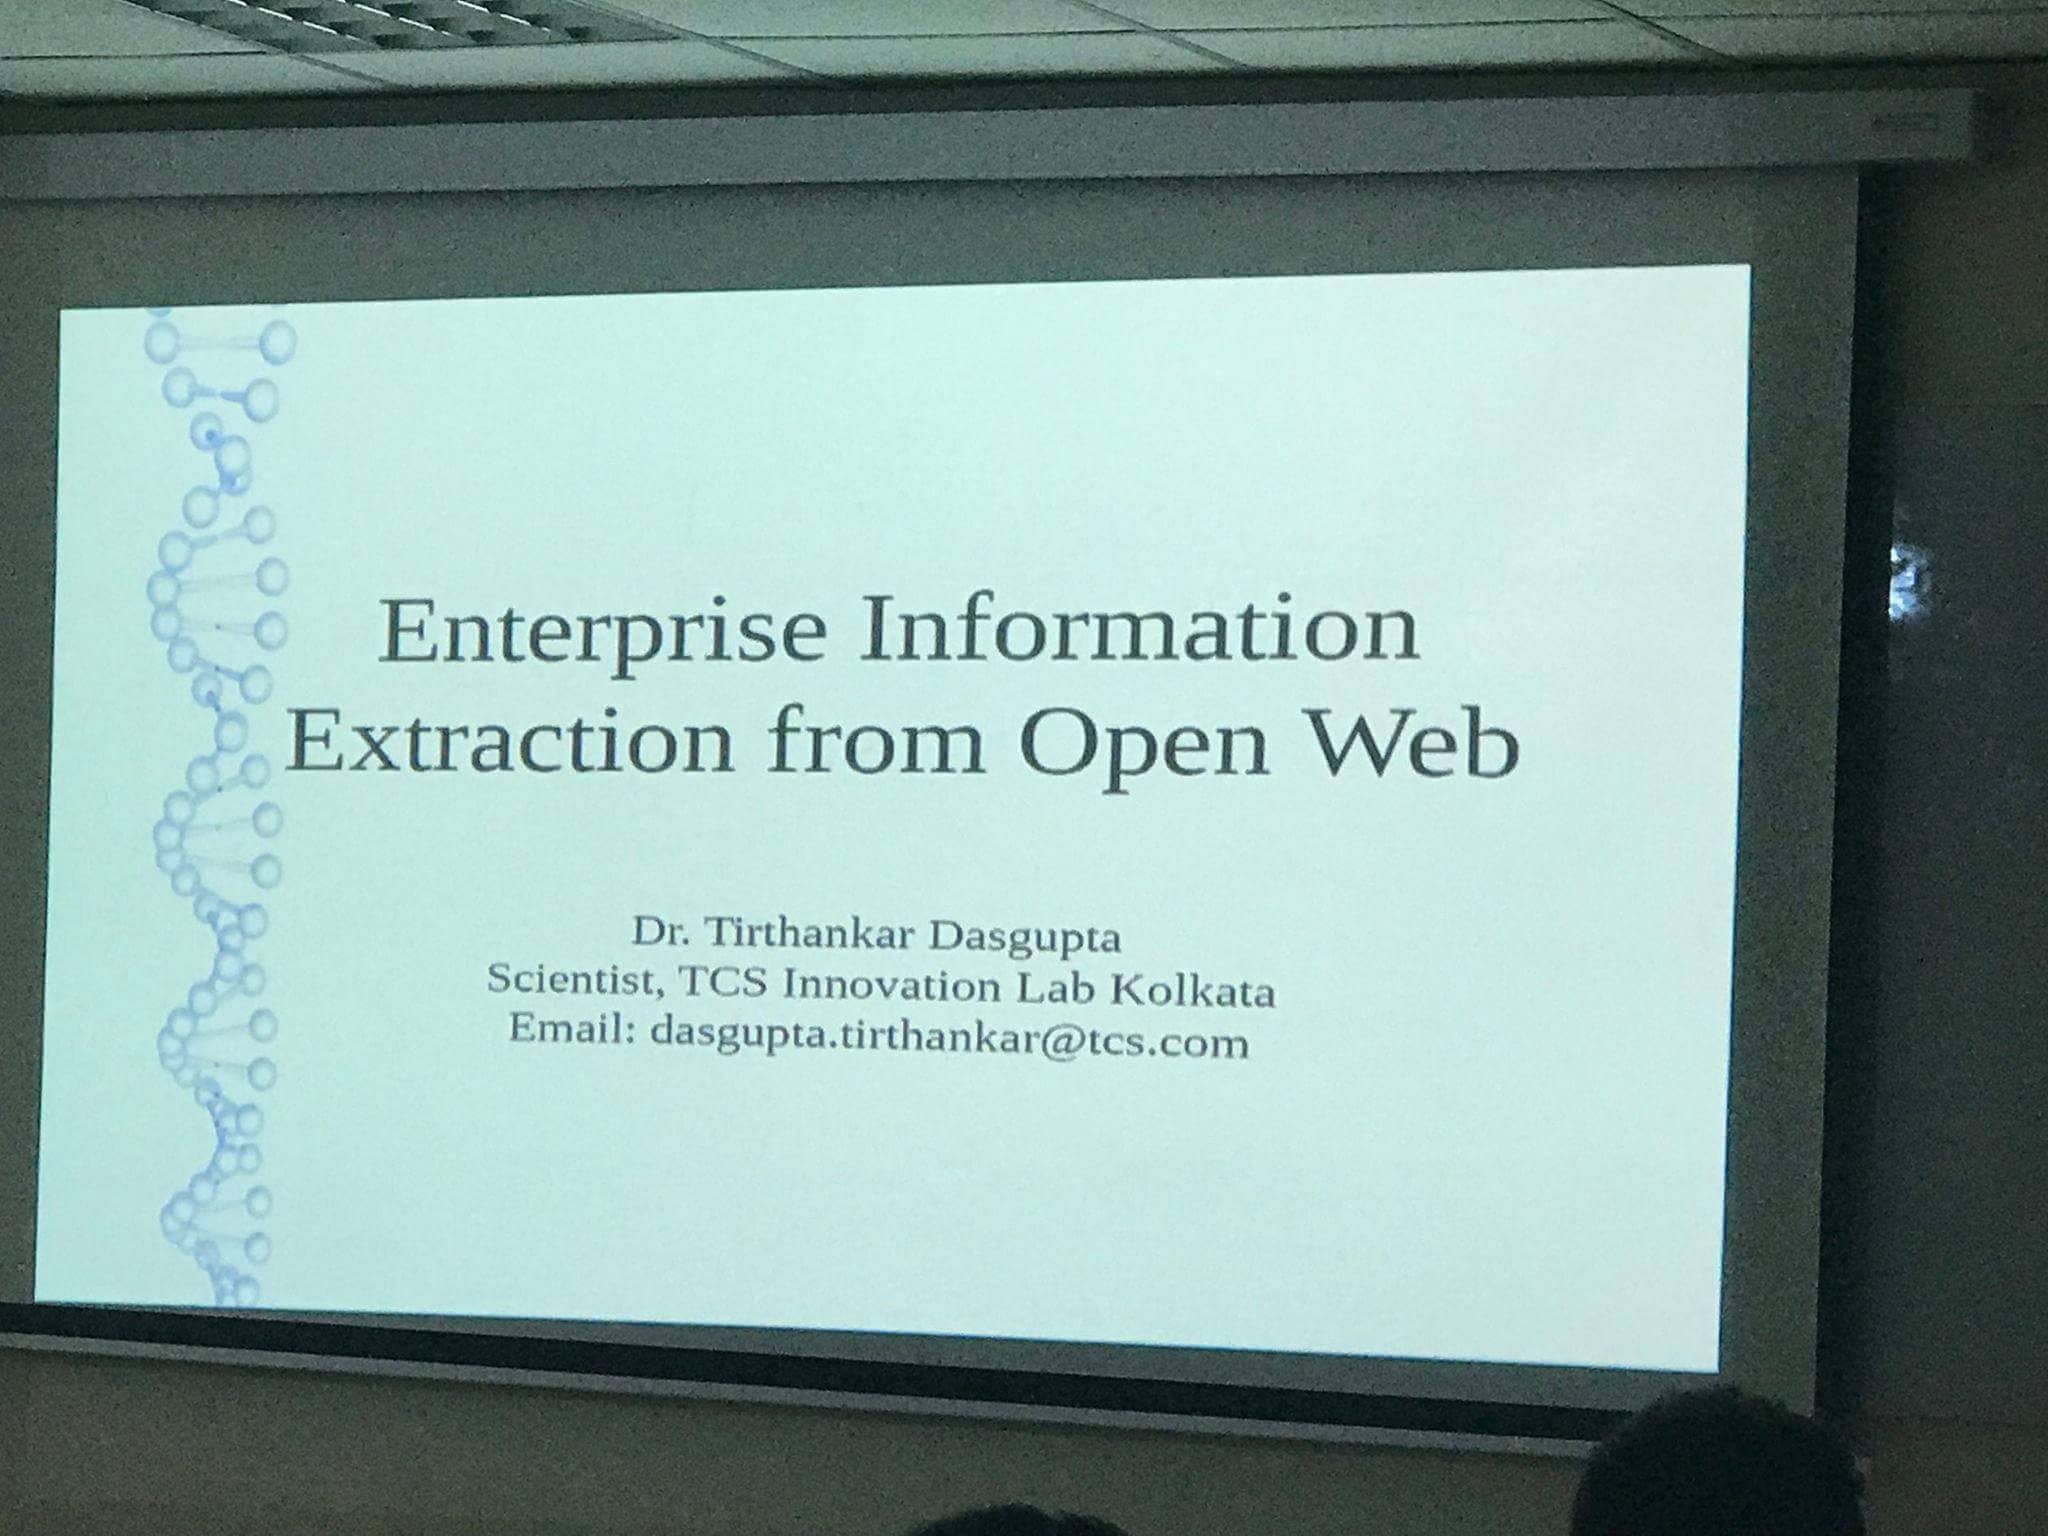 Enterprise Information
Extraction from Open Web
Dr. Tirthankar Dasgupta
Scientist, TCS Innovation Lab Kolkata
Email: dasgupta.tirthankar@tcs.com